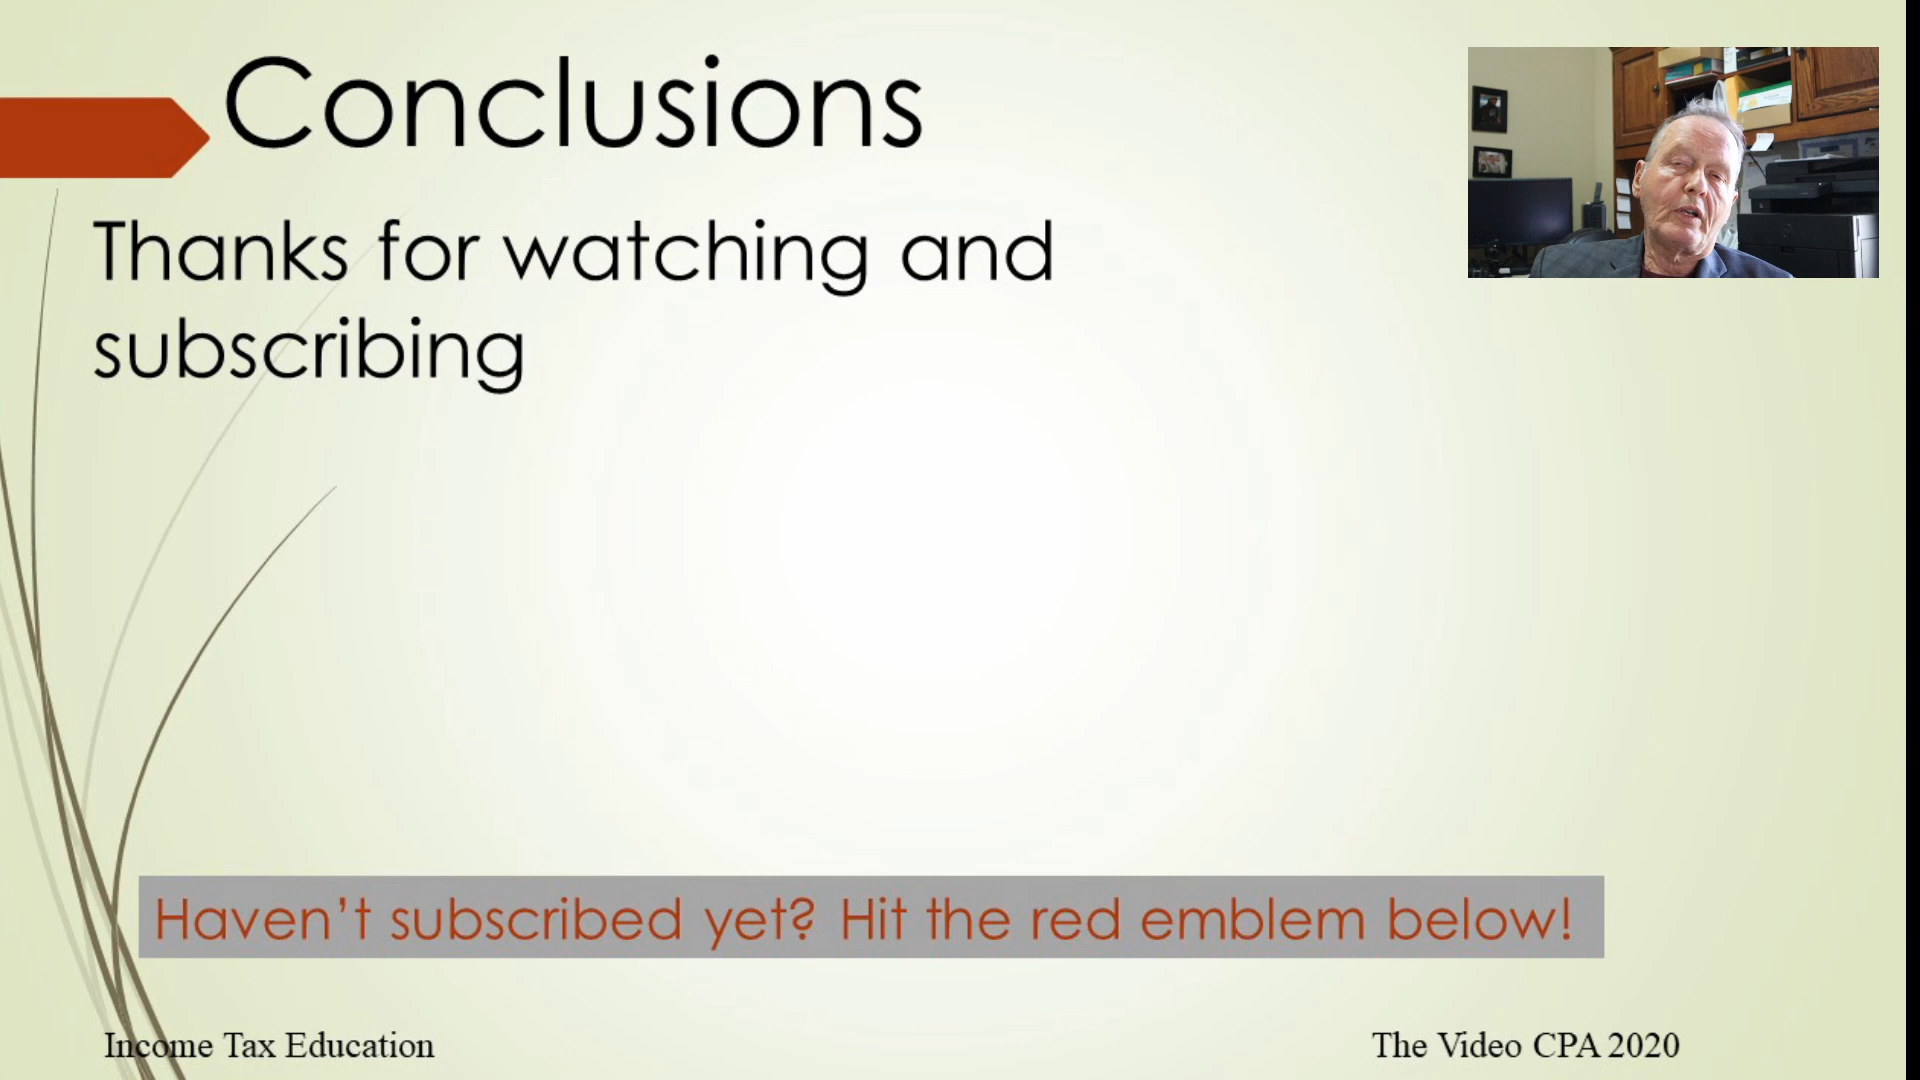 Conclusions
Thanks for watching and
subscribing
Haven’t subscribed yet? Hit the red emblem below!
Income Tax Education
The Video CPA 2020